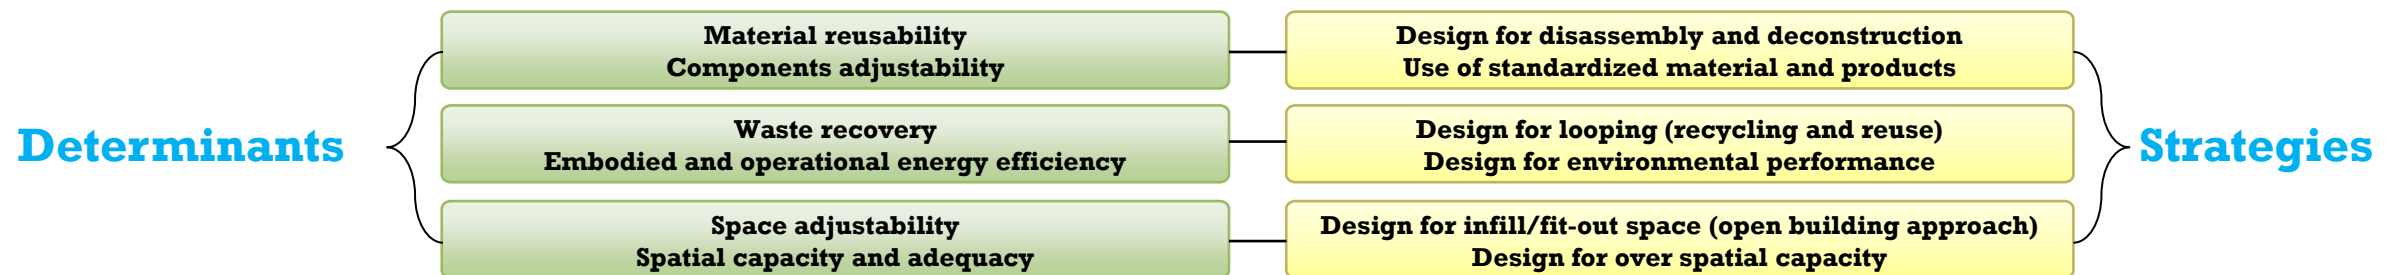 Determinants
Material reusability
Components adjustability
Waste recovery
Embodied and operational energy efficiency
Space adjustability
Spatial capacity and adequacy
Design for disassembly and deconstruction
Use of standardized material and products
Design for looping (recycling and reuse)
Design for environmental performance
Design for infill/fit-out space (open building approach)
Design for over spatial capacity
Strategies